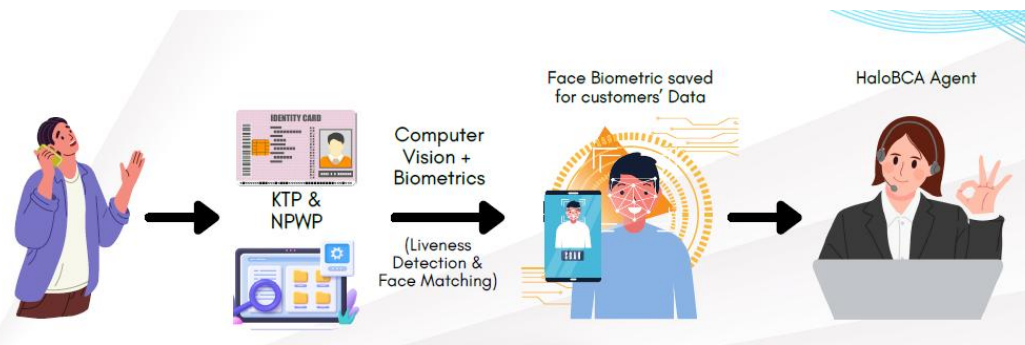 IDENTITY CARD
KTP &
NPWP
Computer
Vision +
Biometrics
(Liveness
Detection &
Face Matching)
Face Biometric saved
for customers' Data
SCAN
HaloBCA Agent